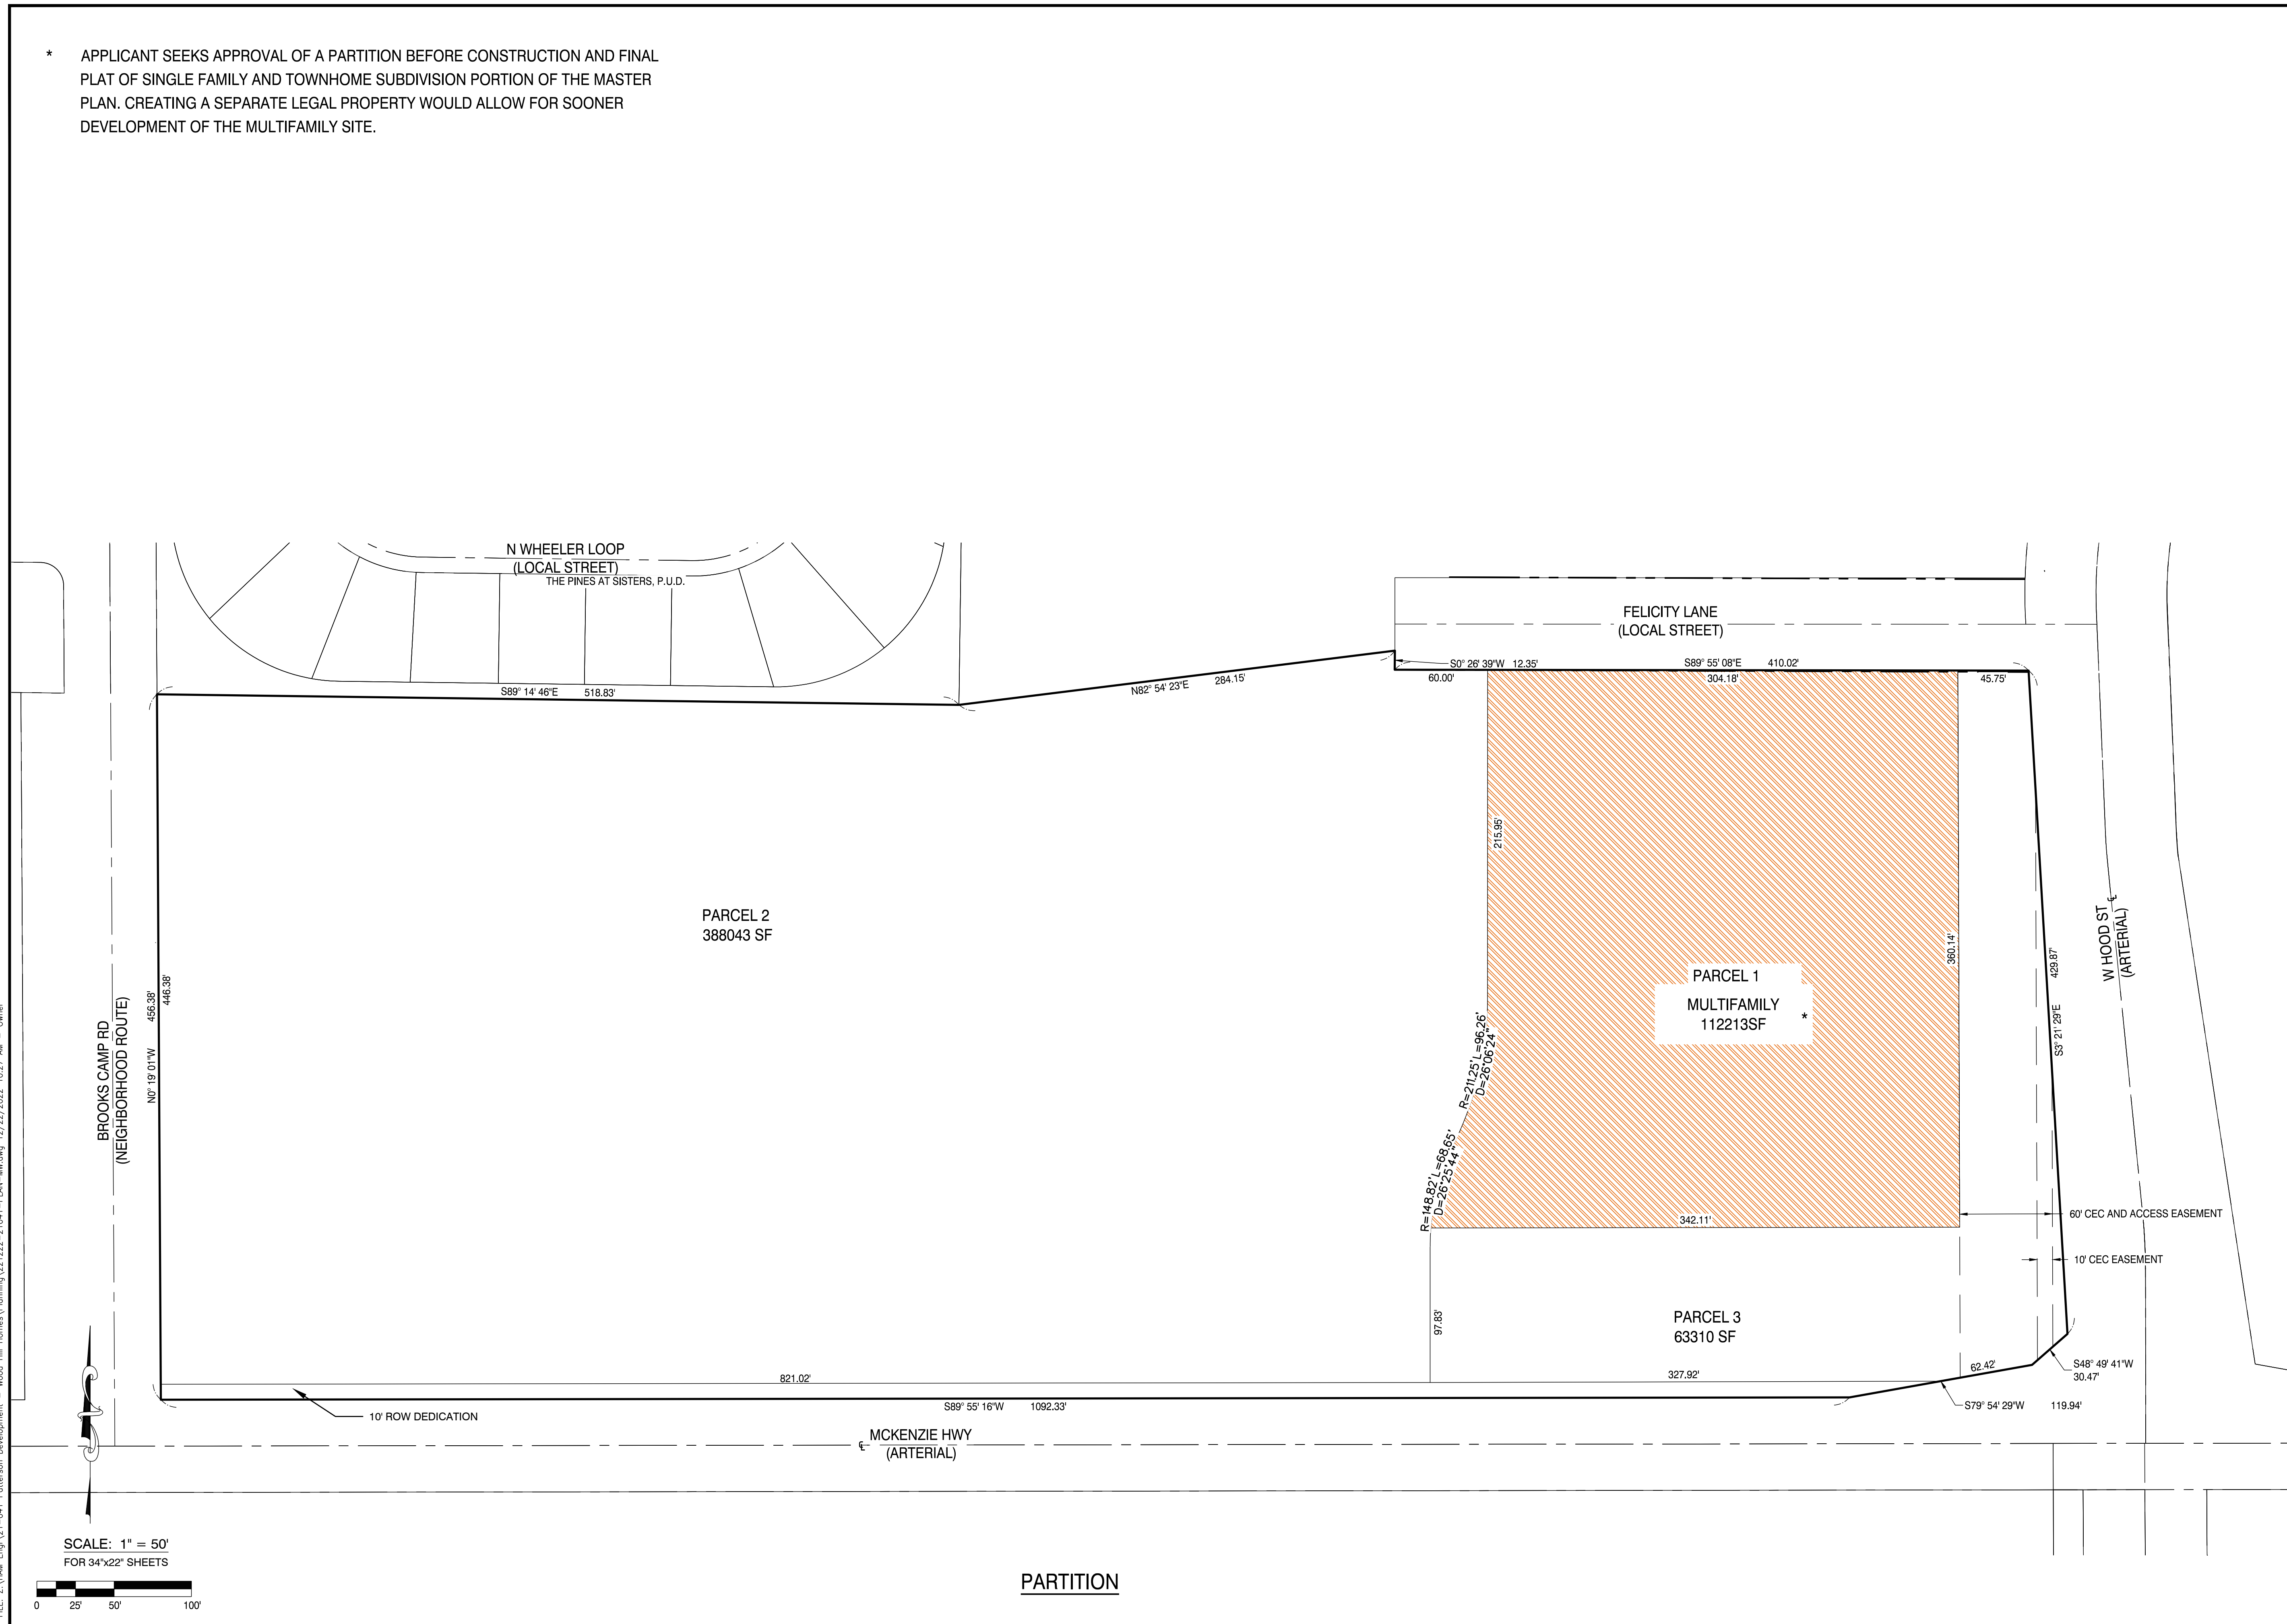 * APPLICANT SEEKS APPROVAL OF A PARTITION BEFORE CONSTRUCTION AND FINAL
PLAT OF SINGLE FAMILY AND TOWNHOME SUBDIVISION PORTION OF THE MASTER
PLAN. CREATING A SEPARATE LEGAL PROPERTY WOULD ALLOW FOR SOONER
DEVELOPMENT OF THE MULTIFAMILY SITE.
N WHEELER LOOP
(LOCAL STREET)
THE PINES AT SISTERS, P.U.D.
FELICITY LANE
(LOCAL STREET)
S0° 26' 39"W 12.35'
S89° 55' 08"E 410.02'
60.00'
304.18'
45.75'
S89° 14' 46"E 518.83'
N82° 54' 23"E 284.15'
215.95'
PARCEL 2
388043 SF
360.14'
W HOOD ST
(ARTERIAL)
429.87'
S3° 21' 29"E
PARCEL 1
MULTIFAMILY
112213SF *
456.38'
446.38'
N0° 19' 01"W
BROOKS CAMP RD
(NEIGHBORHOOD ROUTE)
R=211.25' L=96.26'
D=26°06'24"
R=148.82' L=68.65'
D=26°25'44"
342.11'
60' CEC AND ACCESS EASEMENT
10' CEC EASEMENT
97.83'
PARCEL 3
63310 SF
62.42'
S48° 49' 41"W
30.47'
821.02'
327.92'
10' ROW DEDICATION
S89° 55' 16"W 1092.33'
S79° 54' 29"W 119.94'
MCKENZIE HWY
(ARTERIAL)
SCALE: 1" = 50'
FOR 34"x22" SHEETS
0 25' 50' 100'
PARTITION